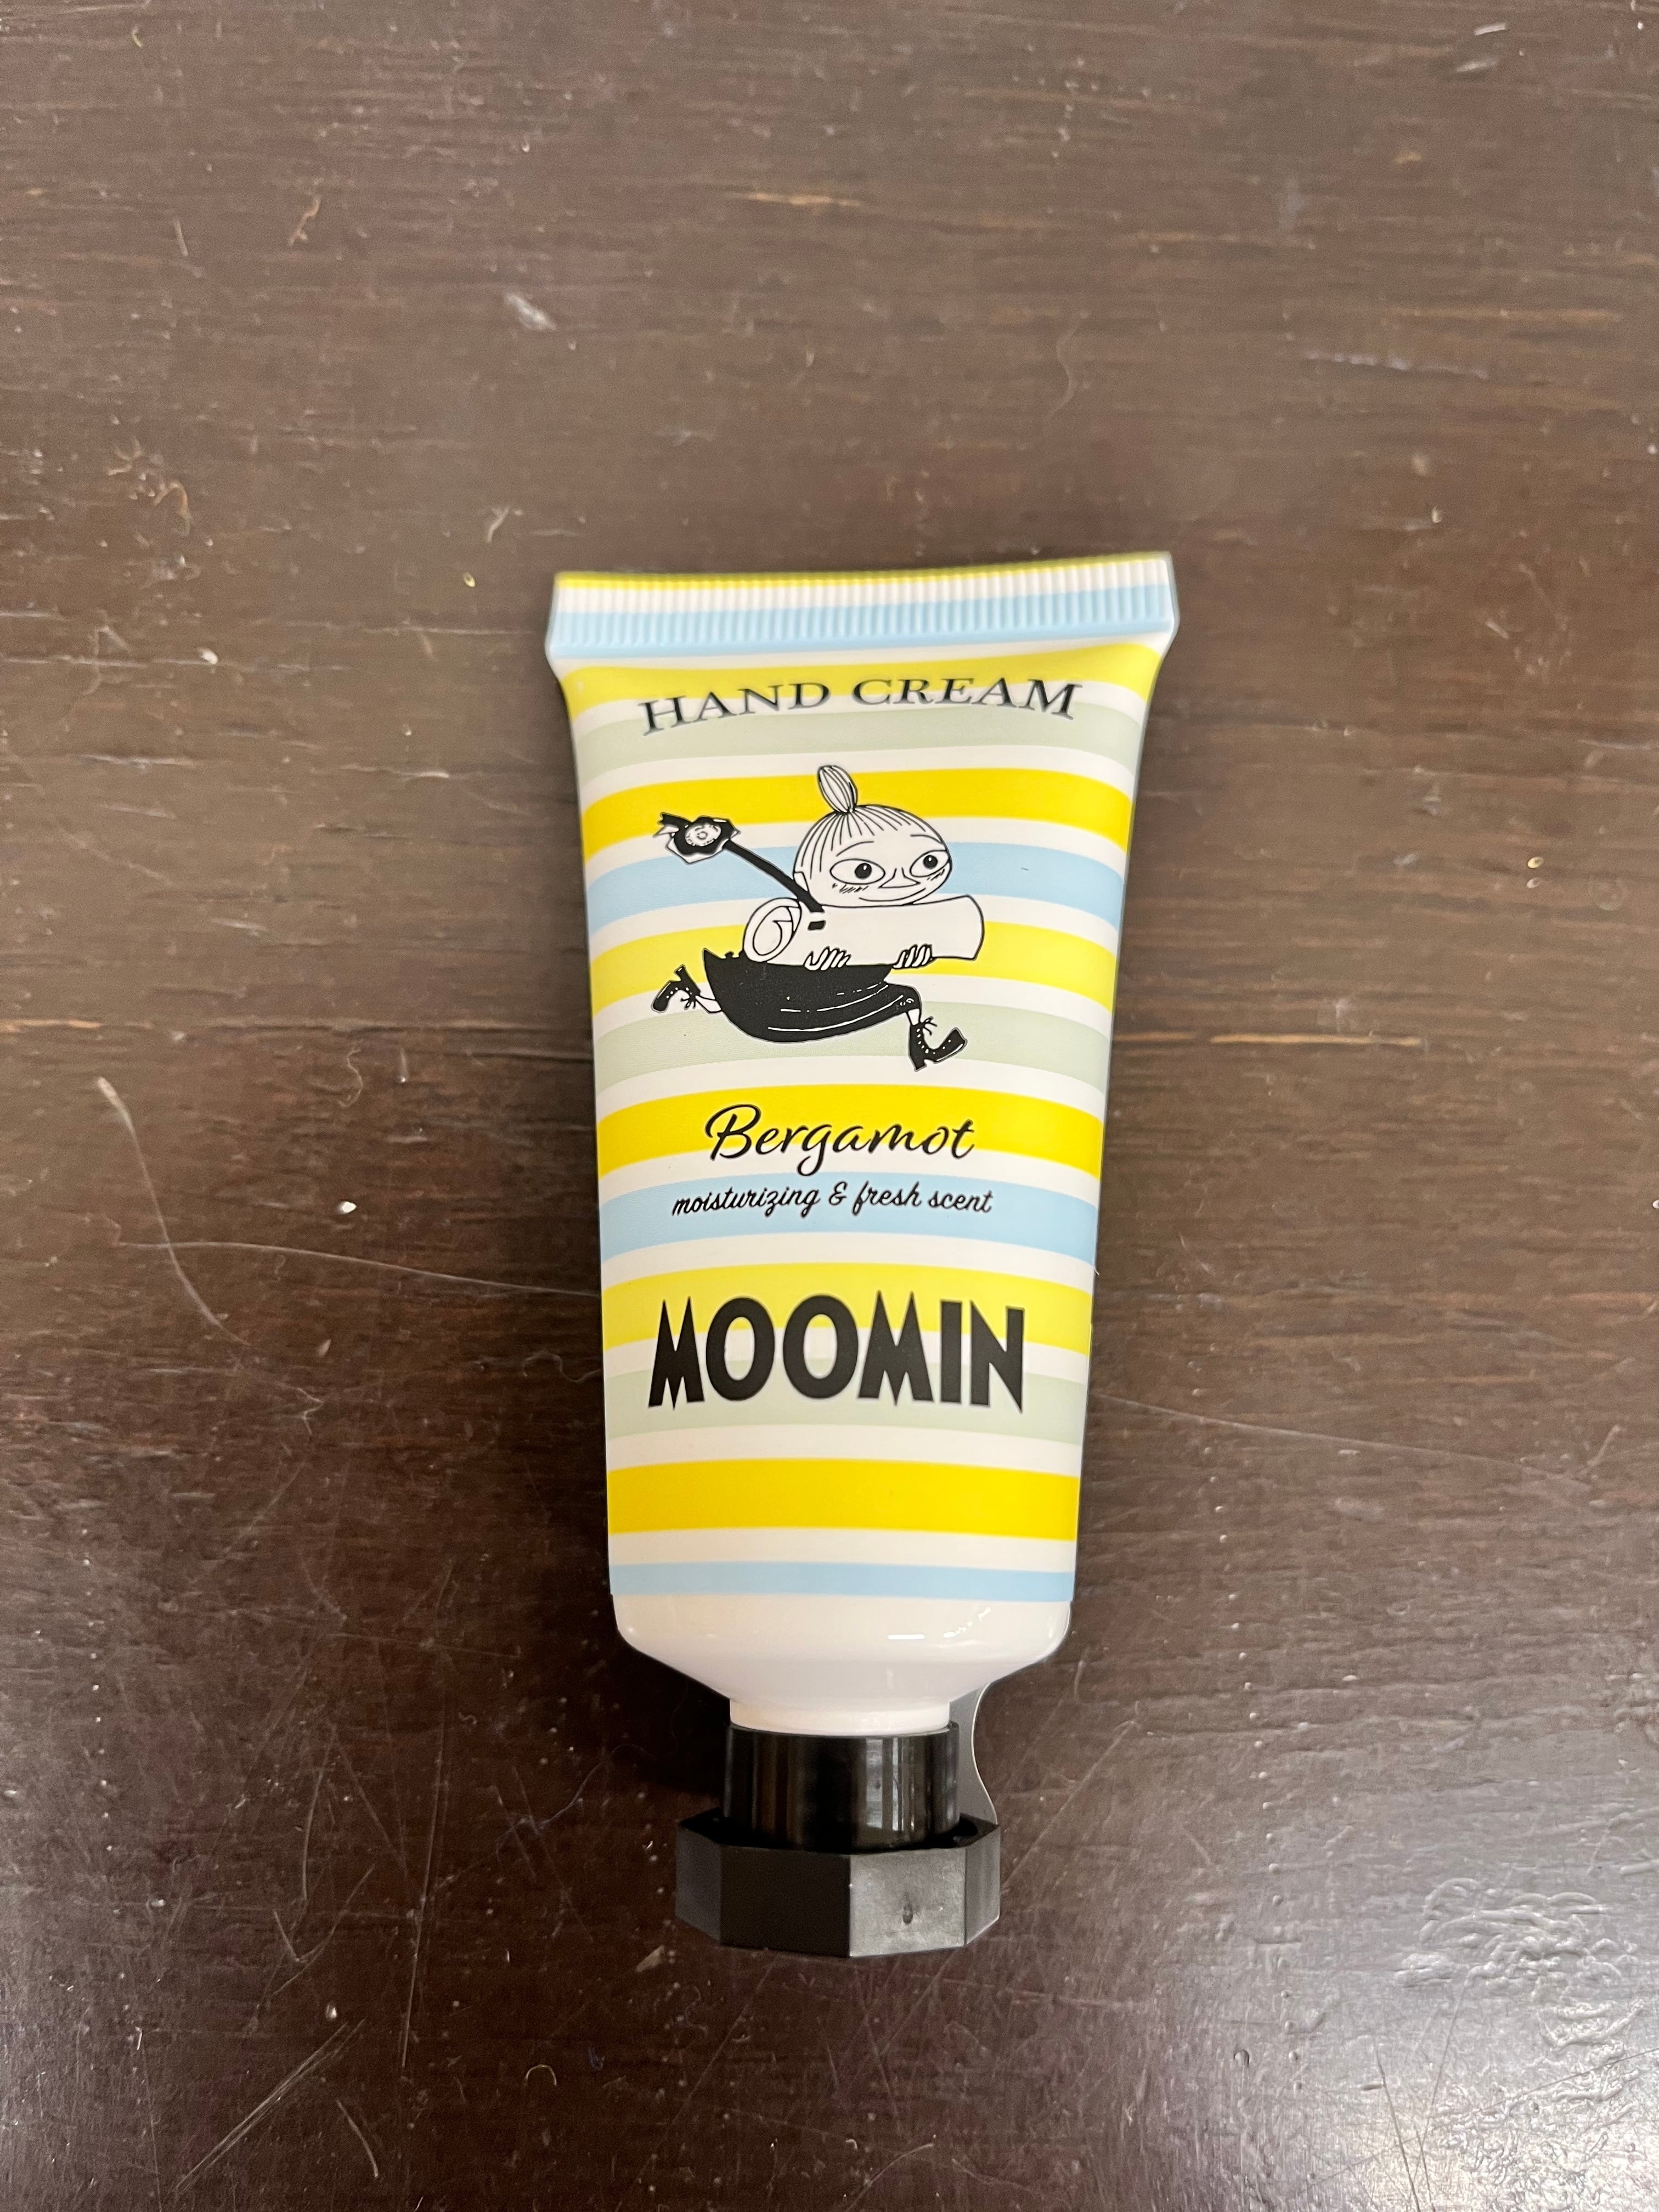 HAND CREAM
Bergamot
moisturizing & fresh scent
MOOMIN